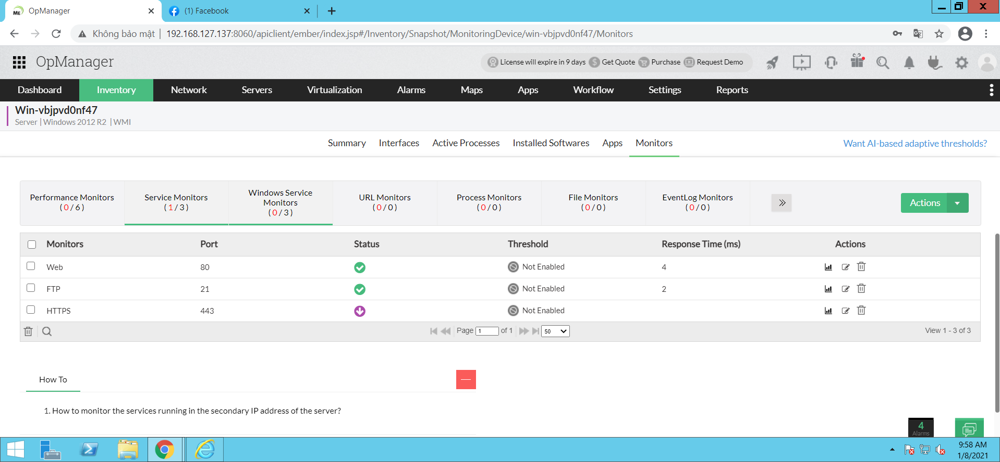 ME OpManager
(1) Facebook
Không bảo mật | 192.168.127.137:8060/apiclient/ember/index.jsp#/Inventory/Snapshot/MonitoringDevice/win-vbjpvd0nf47/Monitors
OpManager
License will expire in 9 days $ Get Quote Purchase Request Demo
Dashboard Inventory Network Servers Virtualization Alarms Maps Apps Workflow Settings Reports
Win-vbjpvd0nf47
Server | Windows 2012 R2 | WMI
Summary Interfaces Active Processes Installed Softwares Apps Monitors Want AI-based adaptive thresholds?
Performance Monitors
( 0 / 6 )
Service Monitors
( 1 / 3 )
Windows Service
Monitors
( 0 / 3 )
URL Monitors
( 0 / 0 )
Process Monitors
( 0 / 0 )
File Monitors
( 0 / 0 )
EventLog Monitors
( 0 / 0 )
Actions
Monitors Port Status Threshold Response Time (ms) Actions
Web 80 Not Enabled 4
FTP 21 Not Enabled 2
HTTPS 443 Not Enabled
Page 1 of 1 50 View 1 - 3 of 3
How To
1. How to monitor the services running in the secondary IP address of the server?
4
Alarms
9:58 AM
1/8/2021